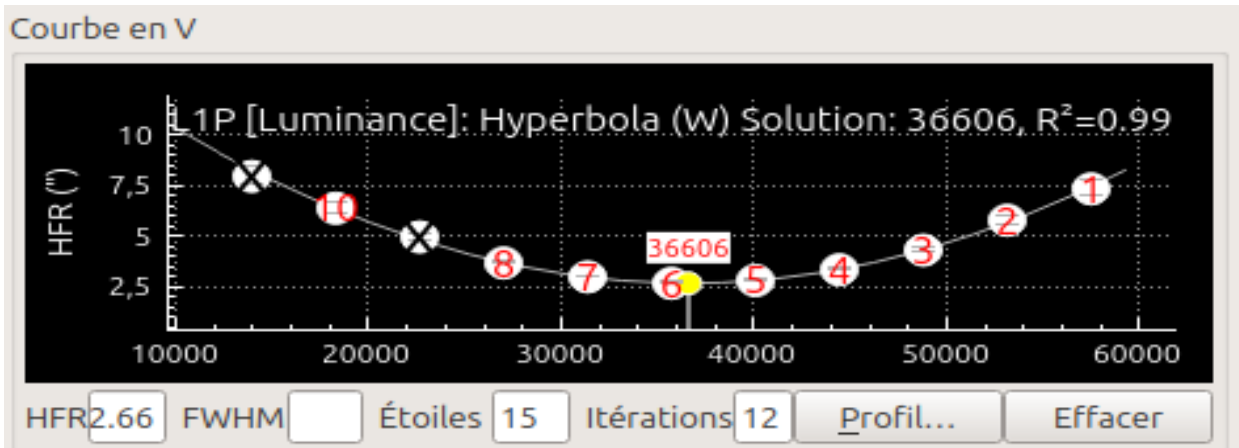 Courbe en V
L 1P [Luminance]: Hyperbola (W) Solution: 36606, R²=0.99
HFR (")
10
7,5
5
2,5
10 8 7 6 36606 5 4 3 2 1
10000 20000 30000 40000 50000 60000
HFR 2.66 FWHM Étoiles 15 Itérations 12 Profil... Effacer